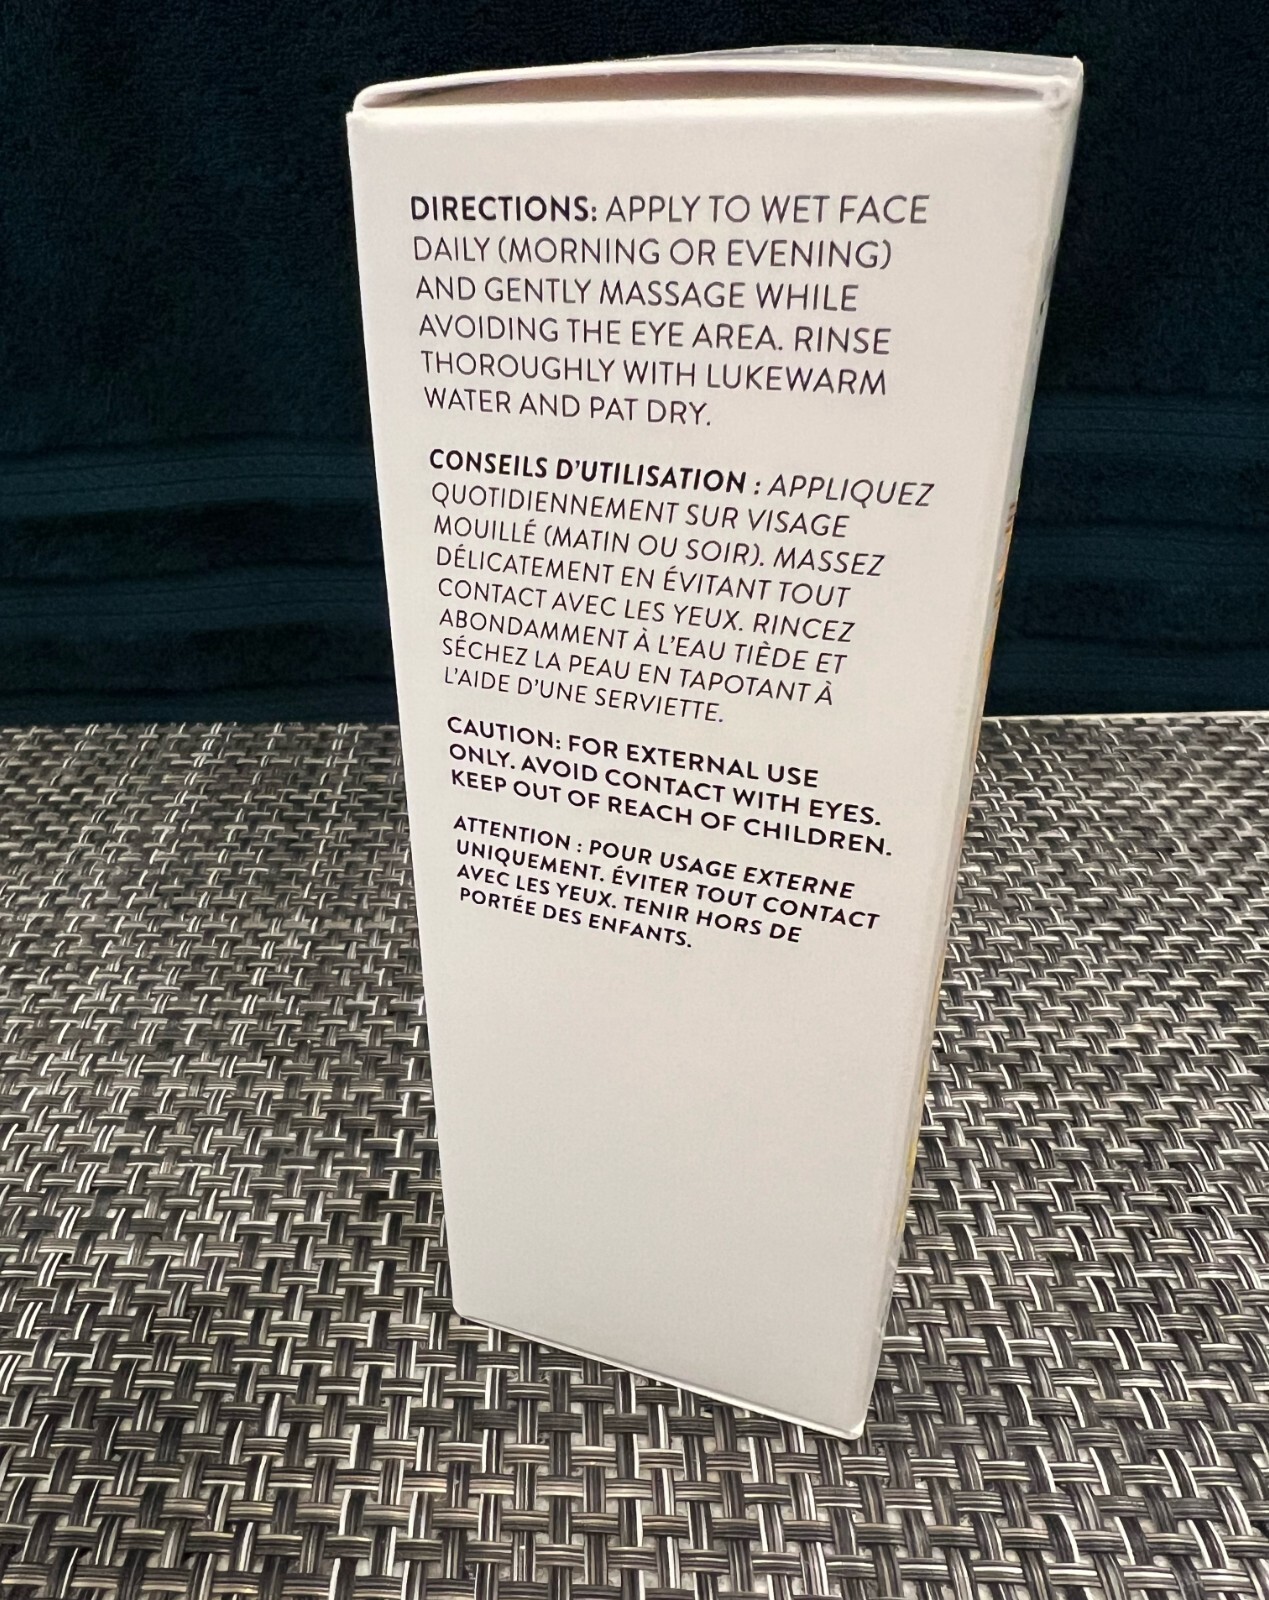 DIRECTIONS: APPLY TO WET FACE
DAILY (MORNING OR EVENING)
AND GENTLY MASSAGE WHILE
AVOIDING THE EYE AREA. RINSE
THOROUGHLY WITH LUKEWARM
WATER AND PAT DRY.
CONSEILS D'UTILISATION : APPLIQUEZ
QUOTIDIENNEMENT SUR VISAGE
MOUILLÉ (MATIN OU SOIR). MASSEZ
DÉLICATEMENT EN ÉVITANT TOUT
CONTACT AVEC LES YEUX. RINCEZ
ABONDAMMENT À L'EAU TIÈDE ET
SÉCHEZ LA PEAU EN TAPOTANT À
L'AIDE D'UNE SERVIETTE.
CAUTION: FOR EXTERNAL USE
ONLY. AVOID CONTACT WITH EYES.
KEEP OUT OF REACH OF CHILDREN.
ATTENTION : POUR USAGE EXTERNE
UNIQUEMENT. ÉVITER TOUT CONTACT
AVEC LES YEUX. TENIR HORS DE
PORTÉE DES ENFANTS.